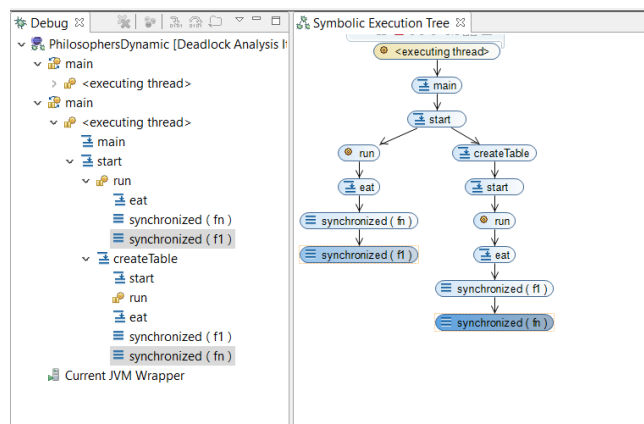 Debug
PhilosophersDynamic [Deadlock Analysis I
main
<executing thread>
main
<executing thread>
main
start
run
eat
synchronized ( fn )
synchronized ( f1 )
createTable
start
run
eat
synchronized ( f1 )
synchronized ( fn )
Current JVM Wrapper
Symbolic Execution Tree
<executing thread>
main
start
run
createTable
eat
start
synchronized ( fn )
run
synchronized ( f1 )
eat
synchronized ( f1 )
synchronized ( fn )